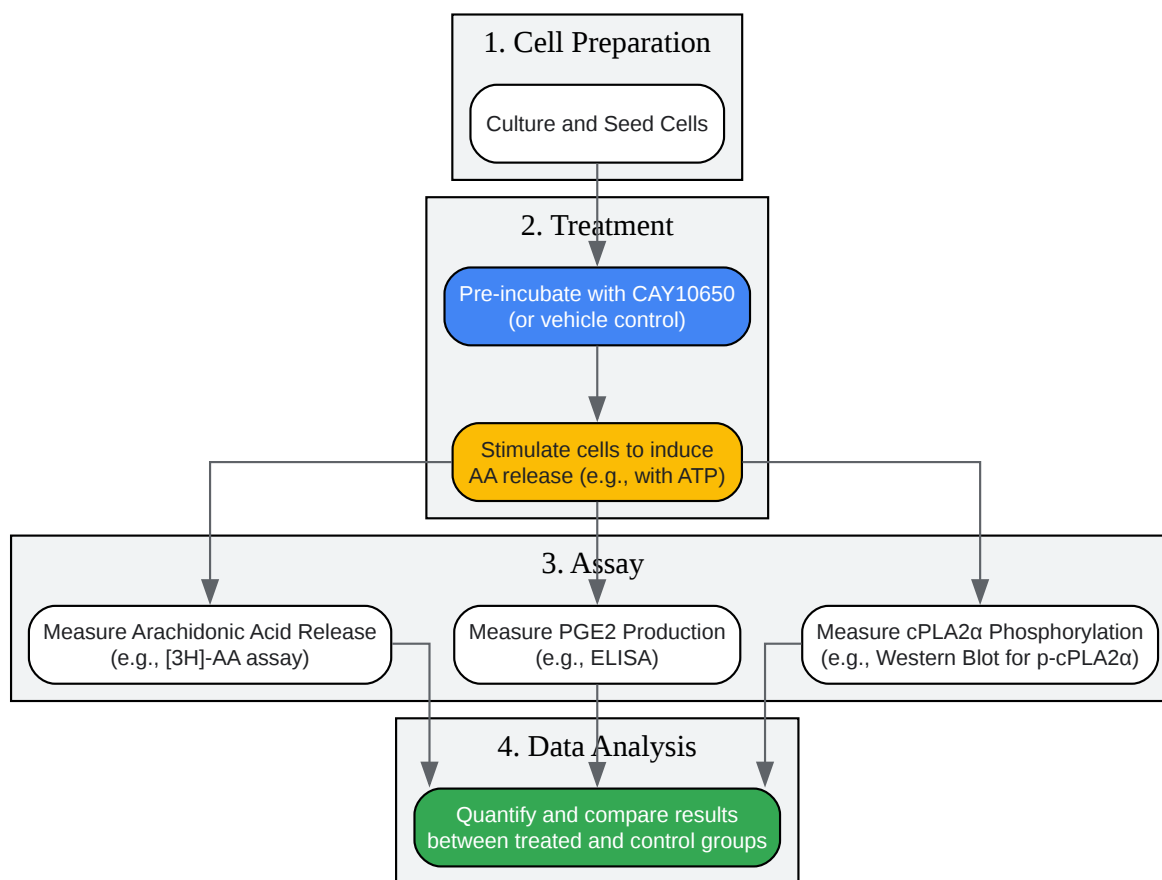 1. Cell Preparation
Culture and Seed Cells
2. Treatment
Pre-incubate with CAY10650
(or vehicle control)
Stimulate cells to induce
AA release (e.g., with ATP)
3. Assay
Measure Arachidonic Acid Release
(e.g., [3H]-AA assay)
Measure PGE2 Production
(e.g., ELISA)
Measure cPLA2α Phosphorylation
(e.g., Western Blot for p-cPLA2α)
4. Data Analysis
Quantify and compare results
between treated and control groups